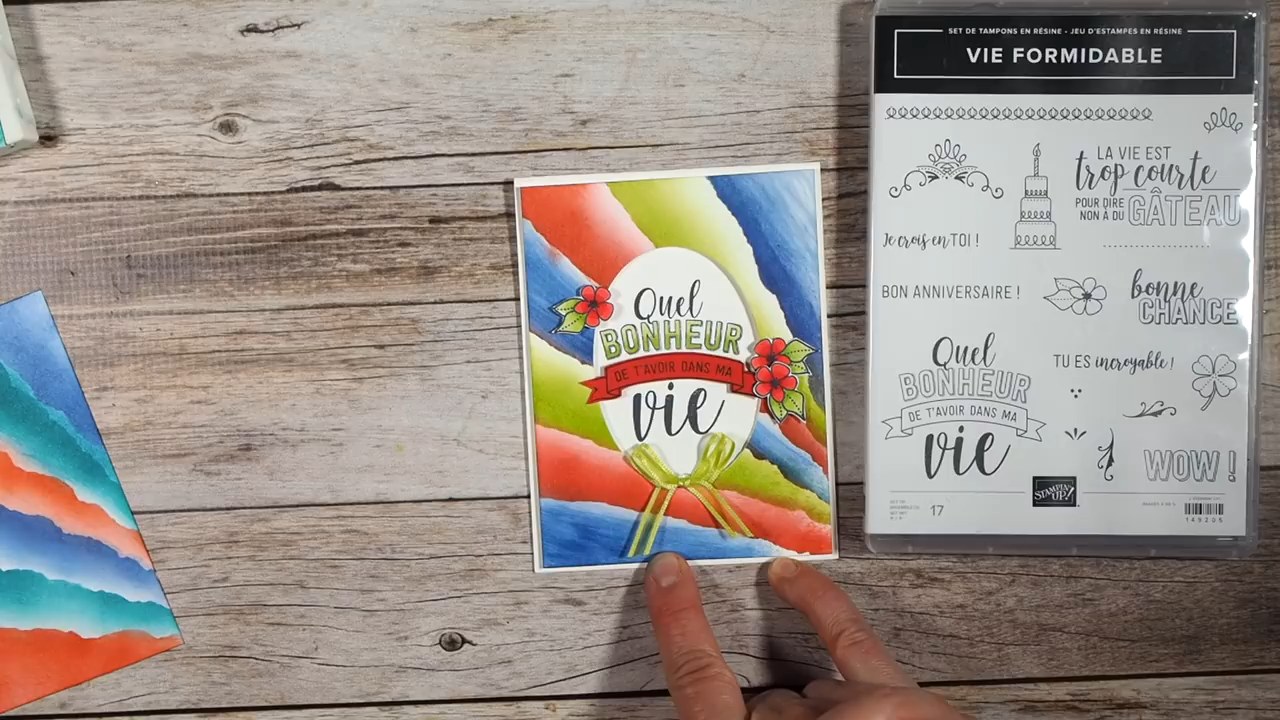 Quel
BONHEUR
DE T'AVOIR DANS MA
vie
SET DE TAMPONS EN RÉSINE • JEU D'ESTAMPES EN RÉSINE
VIE FORMIDABLE
LA VIE EST
trop courte
POUR DIRE
NON À DU GÂTEAU
Je crois en TOI !
BON ANNIVERSAIRE !
bonne
CHANCE
Quel
BONHEUR
DE T'AVOIR DANS MA
vie
TU ES incroyable !
WOW !
STAMPIN' UP!
17
149205